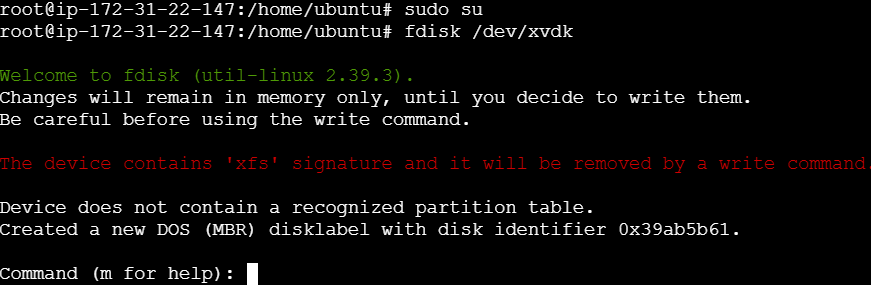 root@ip-172-31-22-147:/home/ubuntu# sudo su
root@ip-172-31-22-147:/home/ubuntu# fdisk /dev/xvdk
Welcome to fdisk (util-linux 2.39.3).
Changes will remain in memory only, until you decide to write them.
Be careful before using the write command.
The device contains 'xfs' signature and it will be removed by a write command.
Device does not contain a recognized partition table.
Created a new DOS (MBR) disklabel with disk identifier 0x39ab5b61.
Command (m for help):